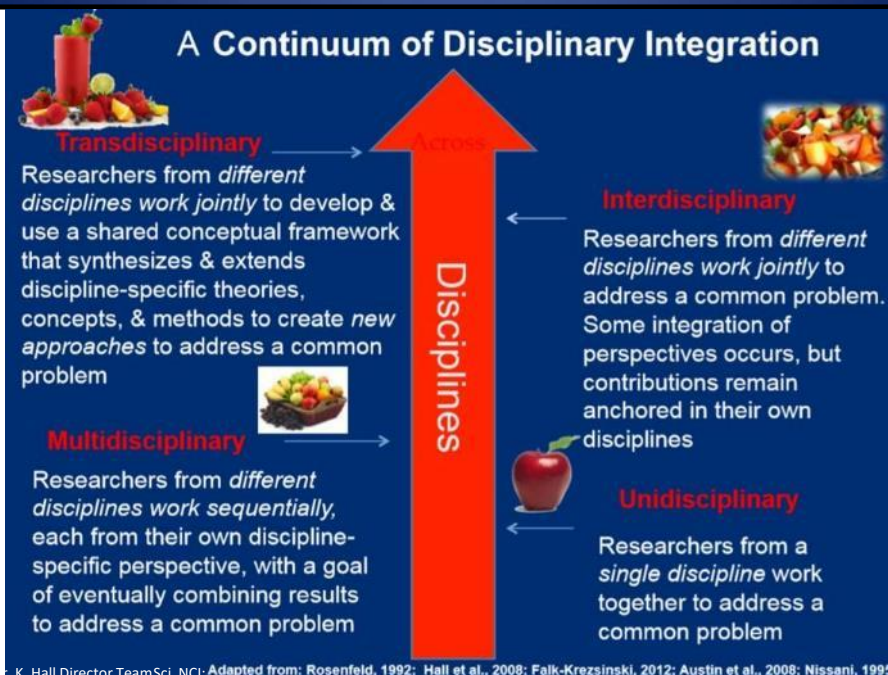 A Continuum of Disciplinary Integration
Across
Disciplines
Transdisciplinary
Researchers from different
disciplines work jointly to develop &
use a shared conceptual framework
that synthesizes & extends
discipline-specific theories,
concepts, & methods to create new
approaches to address a common
problem
Interdisciplinary
Researchers from different
disciplines work jointly to
address a common problem.
Some integration of
perspectives occurs, but
contributions remain
anchored in their own
disciplines
Multidisciplinary
Researchers from different
disciplines work sequentially,
each from their own discipline-
specific perspective, with a goal
of eventually combining results
to address a common problem
Unidisciplinary
Researchers from a
single discipline work
together to address a
common problem
K. Hall Director TeamSci, NCI; Adapted from: Rosenfeld, 1992; Hall et al., 2008; Falk-Krezsinski, 2012; Austin et al., 2008; Nissani, 1995